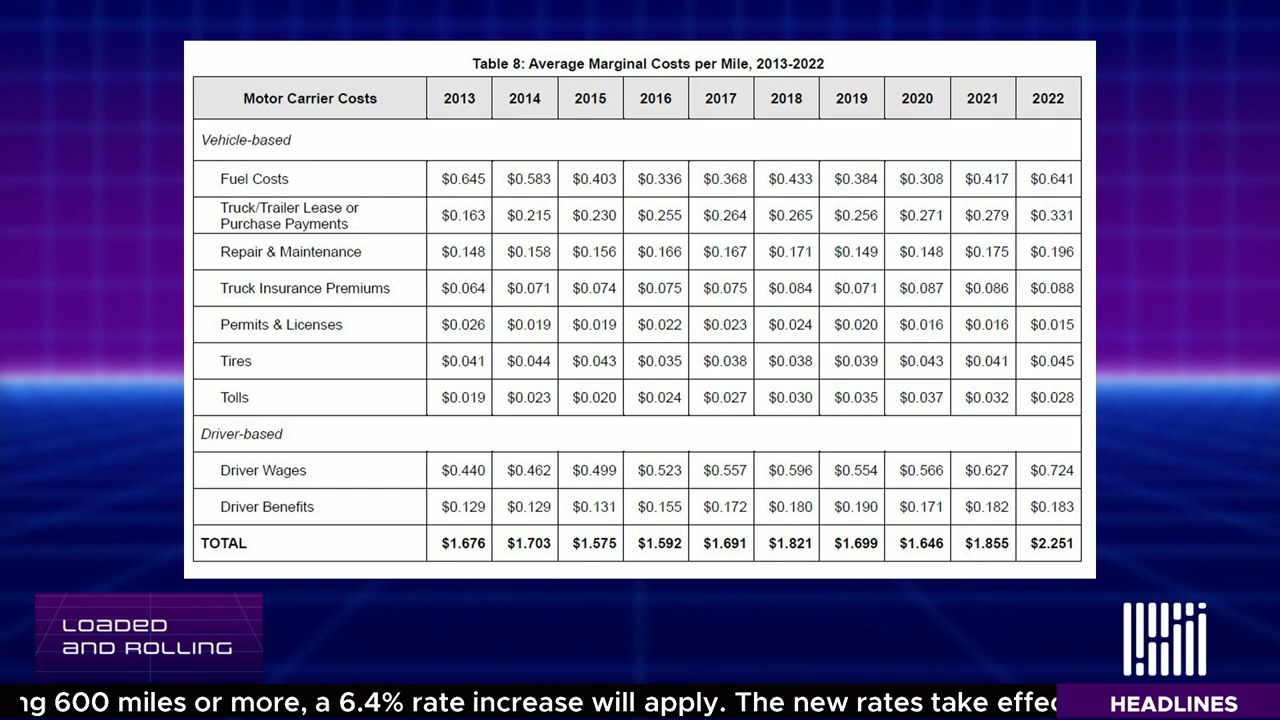 Table 8: Average Marginal Costs per Mile, 2013-2022
Motor Carrier Costs 2013 2014 2015 2016 2017 2018 2019 2020 2021 2022
Vehicle-based
Fuel Costs $0.645 $0.583 $0.403 $0.336 $0.368 $0.433 $0.384 $0.308 $0.417 $0.641
Truck/Trailer Lease or
Purchase Payments $0.163 $0.215 $0.230 $0.255 $0.264 $0.265 $0.256 $0.271 $0.279 $0.331
Repair & Maintenance $0.148 $0.158 $0.156 $0.166 $0.167 $0.171 $0.149 $0.148 $0.175 $0.196
Truck Insurance Premiums $0.064 $0.071 $0.074 $0.075 $0.075 $0.084 $0.071 $0.087 $0.086 $0.088
Permits & Licenses $0.026 $0.019 $0.019 $0.022 $0.023 $0.024 $0.020 $0.016 $0.016 $0.015
Tires $0.041 $0.044 $0.043 $0.035 $0.038 $0.038 $0.039 $0.043 $0.041 $0.045
Tolls $0.019 $0.023 $0.020 $0.024 $0.027 $0.030 $0.035 $0.037 $0.032 $0.028
Driver-based
Driver Wages $0.440 $0.462 $0.499 $0.523 $0.557 $0.596 $0.554 $0.566 $0.627 $0.724
Driver Benefits $0.129 $0.129 $0.131 $0.155 $0.172 $0.180 $0.190 $0.171 $0.182 $0.183
TOTAL $1.676 $1.703 $1.575 $1.592 $1.691 $1.821 $1.699 $1.646 $1.855 $2.251
LOADED
AND ROLLING
600 miles or more, a 6.4% rate increase will apply. The new rates take
HEADLINES